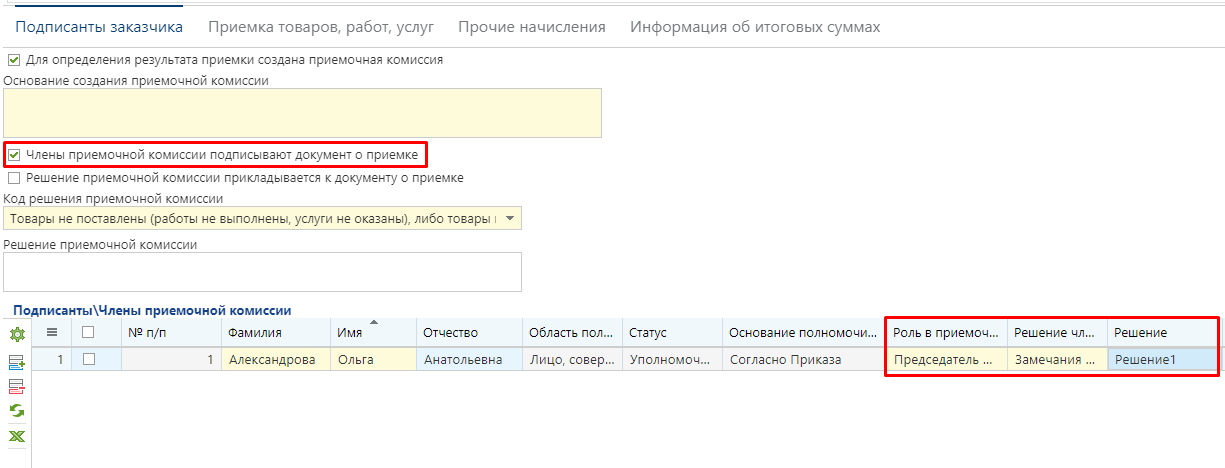 Подписанты заказчика Приемка товаров, работ, услуг Прочие начисления Информация об итоговых суммах
Для определения результата приемки создана приемочная комиссия
Основание создания приемочной комиссии
Члены приемочной комиссии подписывают документ о приемке
Решение приемочной комиссии прикладывается к документу о приемке
Код решения приемочной комиссии
Товары не поставлены (работы не выполнены, услуги не оказаны), либо товары
Решение приемочной комиссии
Подписанты\Члены приемочной комиссии
№ п/п Фамилия Имя Отчество Область пол... Статус Основание полномочи... Роль в приемоч... Решение чл... Решение
1 1 Александрова Ольга Анатольевна Лицо, совер... Уполномоч... Согласно Приказа Председатель ... Замечания ... Решение1